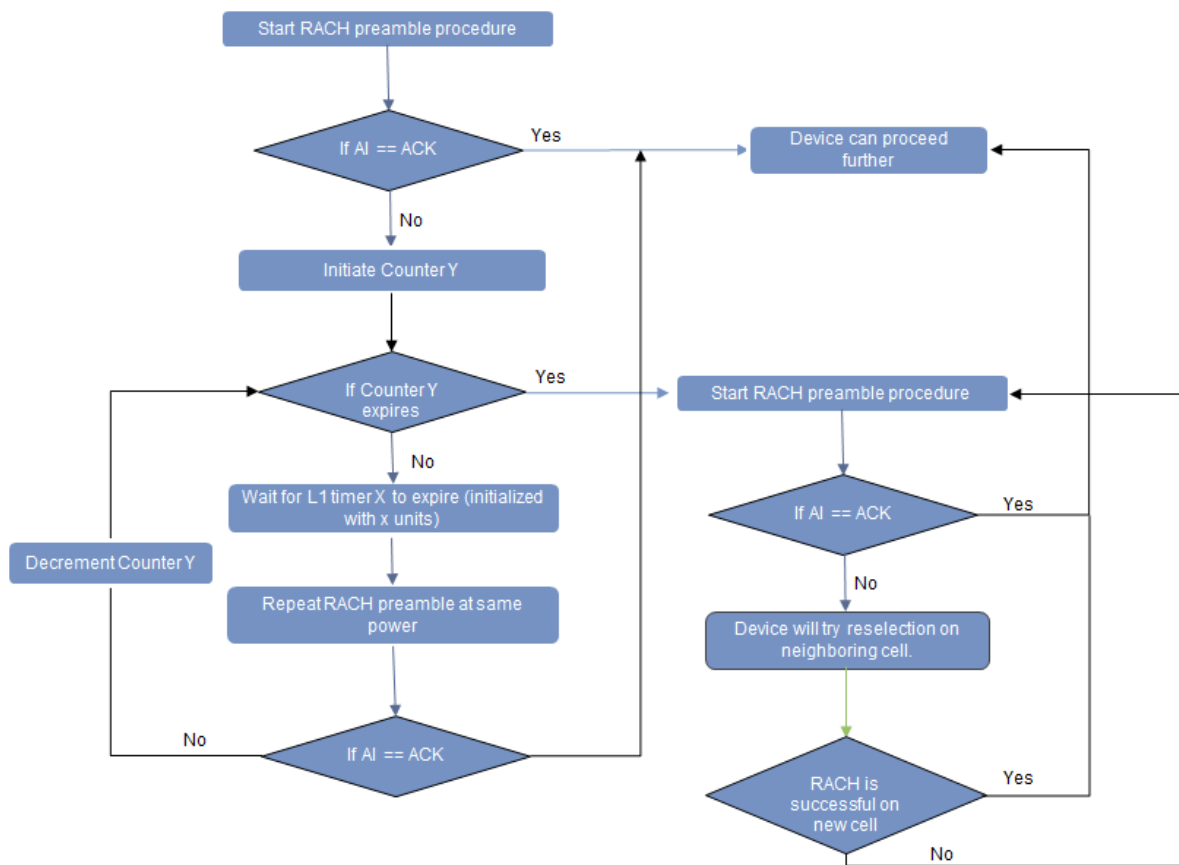 Start RACH preamble procedure
If AI == ACK
Yes
Device can proceed
further
No
Initiate Counter Y
If Counter Y
expires
Yes
Start RACH preamble procedure
No
Wait for L1 timer X to expire (initialized
with x units)
If AI == ACK
Yes
Decrement Counter Y
Repeat RACH preamble at same
power
No
Device will try reselection on
neighboring cell.
No
If AI == ACK
RACH is
successful on
new cell
Yes
No